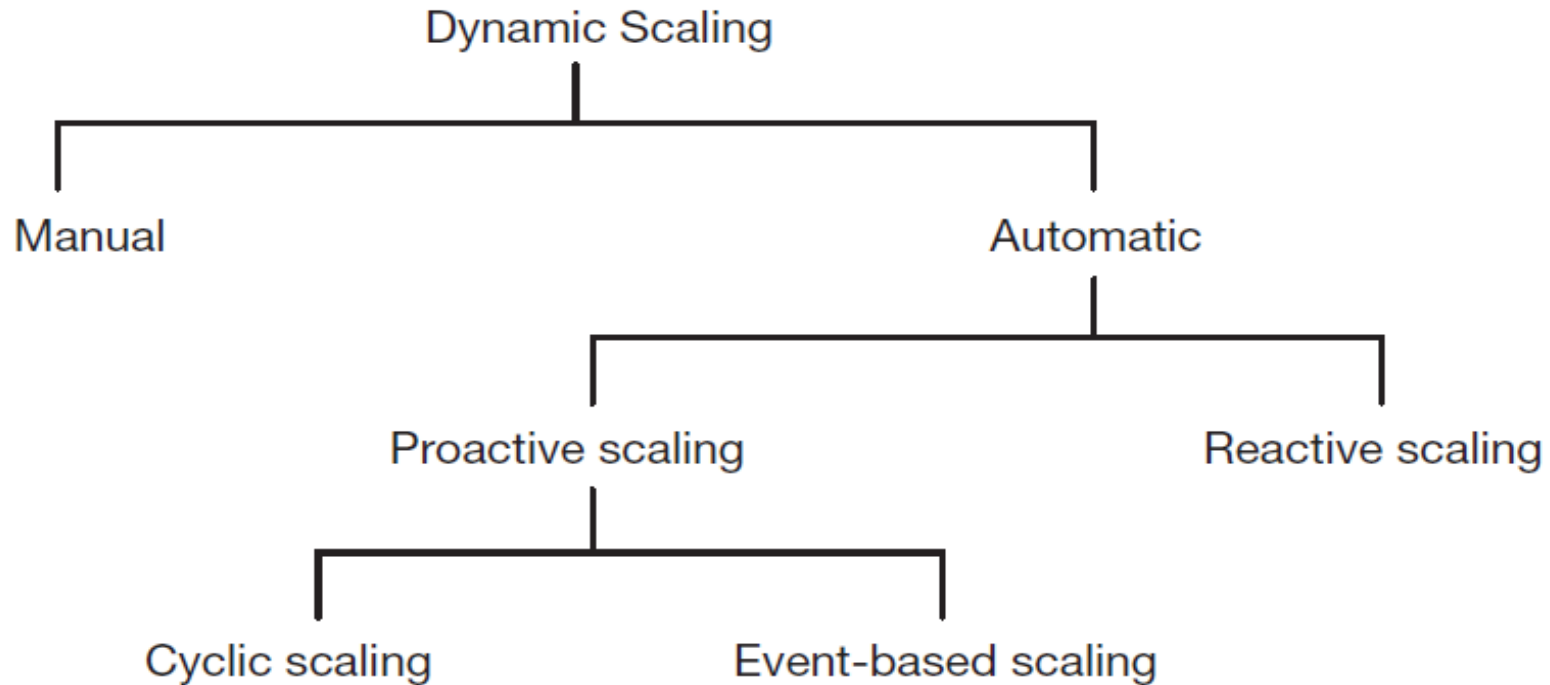 Dynamic Scaling
Manual
Automatic
Proactive scaling
Reactive scaling
Cyclic scaling
Event-based scaling